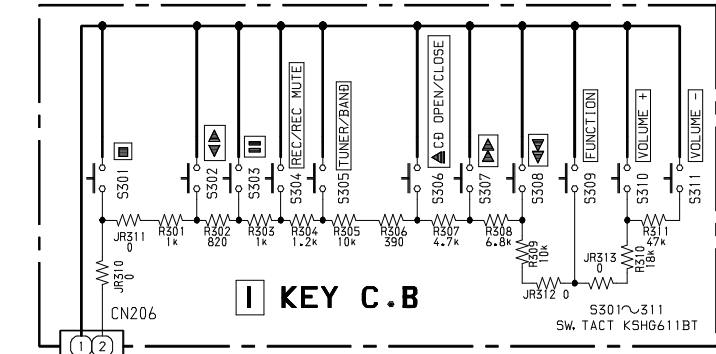 S301
S302
S303
REC/REC MUTE
S304
TUNER/BAND
S305
CD OPEN/CLOSE
S306
S307
S308
FUNCTION
S309
VOLUME +
S310
VOLUME -
S311
JR311
0
R301
1k
R302
820
R303
1k
R304
1.2k
R305
10k
R306
390
R307
4.7k
R308
6.8k
R311
47k
JR310
0
R309
10k
JR312 0
JR313
0
R310
18k
CN206
I KEY C.B
S301~311
SW. TACT KSHG611BT
1 2